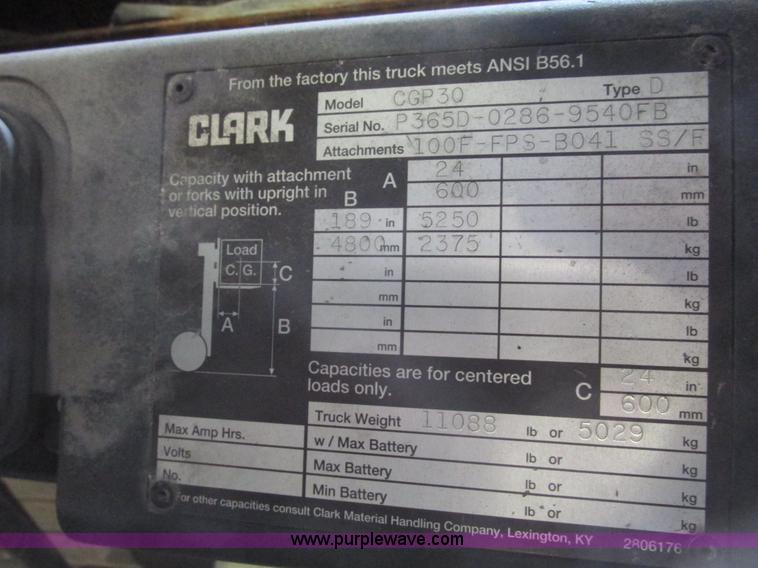 From the factory this truck meets ANSI B56.1
CLARK
Model CGP30 Type D
Serial No. P365D-0286-9540FB
Attachments 100F-FPS-B041 SS/F
Capacity with attachment
or forks with upright in
vertical position.
A 24 in
600 mm
B
189 in 5250 lb
4800 mm 2375 kg
in lb
mm kg
in lb
mm kg
Load
C. G.
C
A
B
Capacities are for centered
loads only.
C 24 in
600 mm
Truck Weight 11088 lb or 5029 kg
Max Amp Hrs.
w / Max Battery lb or kg
Volts
Max Battery lb or kg
No.
Min Battery lb or kg
For other capacities consult Clark Material Handling Company, Lexington, KY 2806176
www.purplewave.com